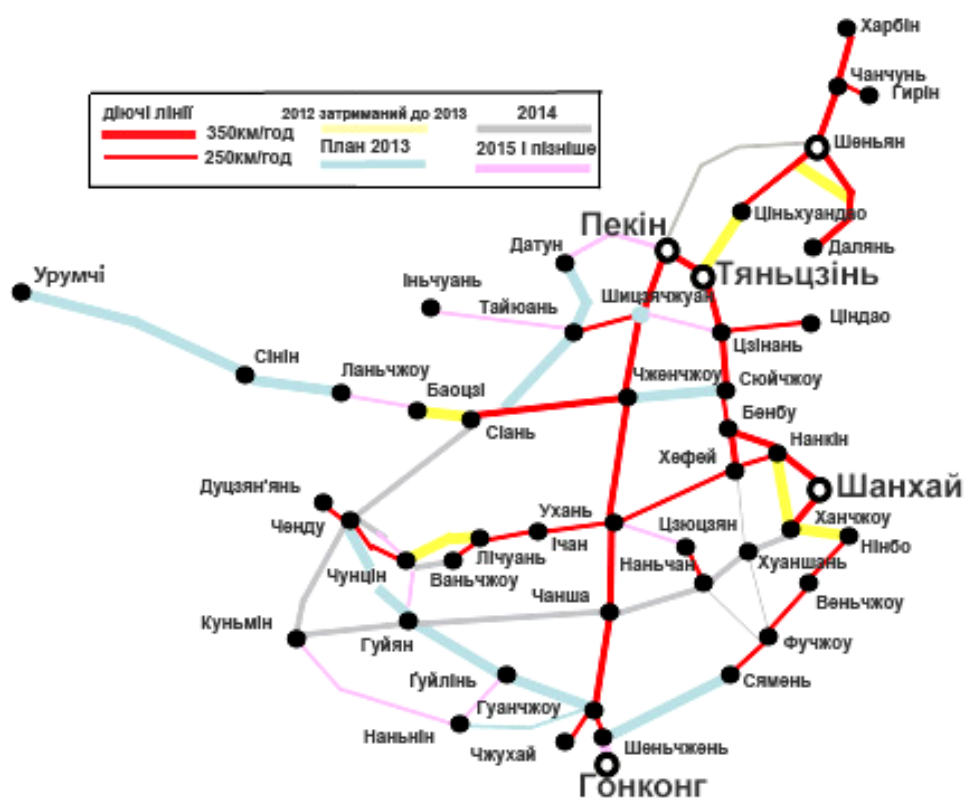 Харбін
Чанчунь
Гирін
діючі лінії
2012 затриманий до 2013
2014
350км/год
План 2013
2015 і пізніше
250км/год
Шеньян
Ціньхуандао
Пекін
Датун
Далянь
Тяньцзінь
Урумчі
Іньчуань
Шицзячжуан
Тайюань
Ціндао
Цзінань
Сінін
Ланьчжоу
Чженчжоу
Сюйчжоу
Баоцзі
Бенбу
Сіань
Нанкін
Хефей
Шанхай
Дуцзян'янь
Ухань
Цзюцзян
Ханчжоу
Ченду
Нінбо
Ічан
Лічуань
Наньчан
Хуаншань
Чунцін
Ваньчжоу
Чанша
Веньчжоу
Куньмін
Гуйян
Фучжоу
Ґуйлінь
Сямень
Гуанчжоу
Наньнін
Шеньчжень
Чжухай
Гонконг